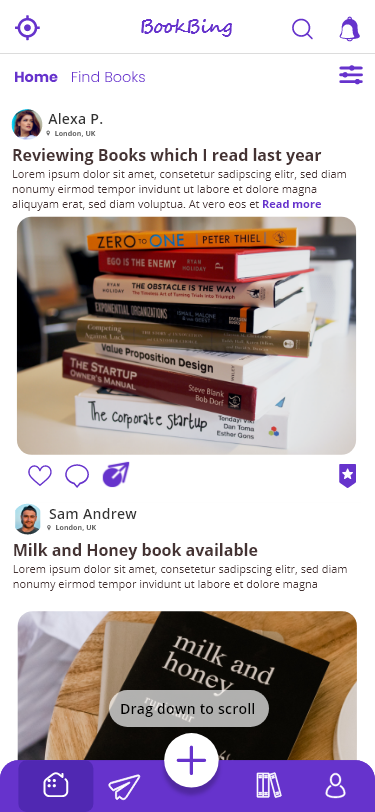 BookBing
Home Find Books
Alexa P.
London, UK
Reviewing Books which I read last year
Lorem ipsum dolor sit amet, consetetur sadipscing elitr, sed diam
nonumy eirmod tempor invidunt ut labore et dolore magna
aliquyam erat, sed diam voluptua. At vero eos et Read more
ZERO TO ONE PETER THIEL
EGO IS THE ENEMY RYAN HOLIDAY
RYAN HOLIDAY THE OBSTACLE IS THE WAY
The Timeless Art of Turning Trials into Triumph
EXPONENTIAL ORGANIZATIONS ISMAIL, MALONE
Competing
Against Luck
Value Proposition Design
THE STARTUP
OWNER'S MANUAL
Steve Blank
Bob Dorf
The corporate startup
Tendayi Viki
Dan Toma
Esther Gons
Sam Andrew
London, UK
Milk and Honey book available
Lorem ipsum dolor sit amet, consetetur sadipscing elitr, sed diam
nonumy eirmod tempor invidunt ut labore et dolore magna
milk and
honey
Drag down to scroll